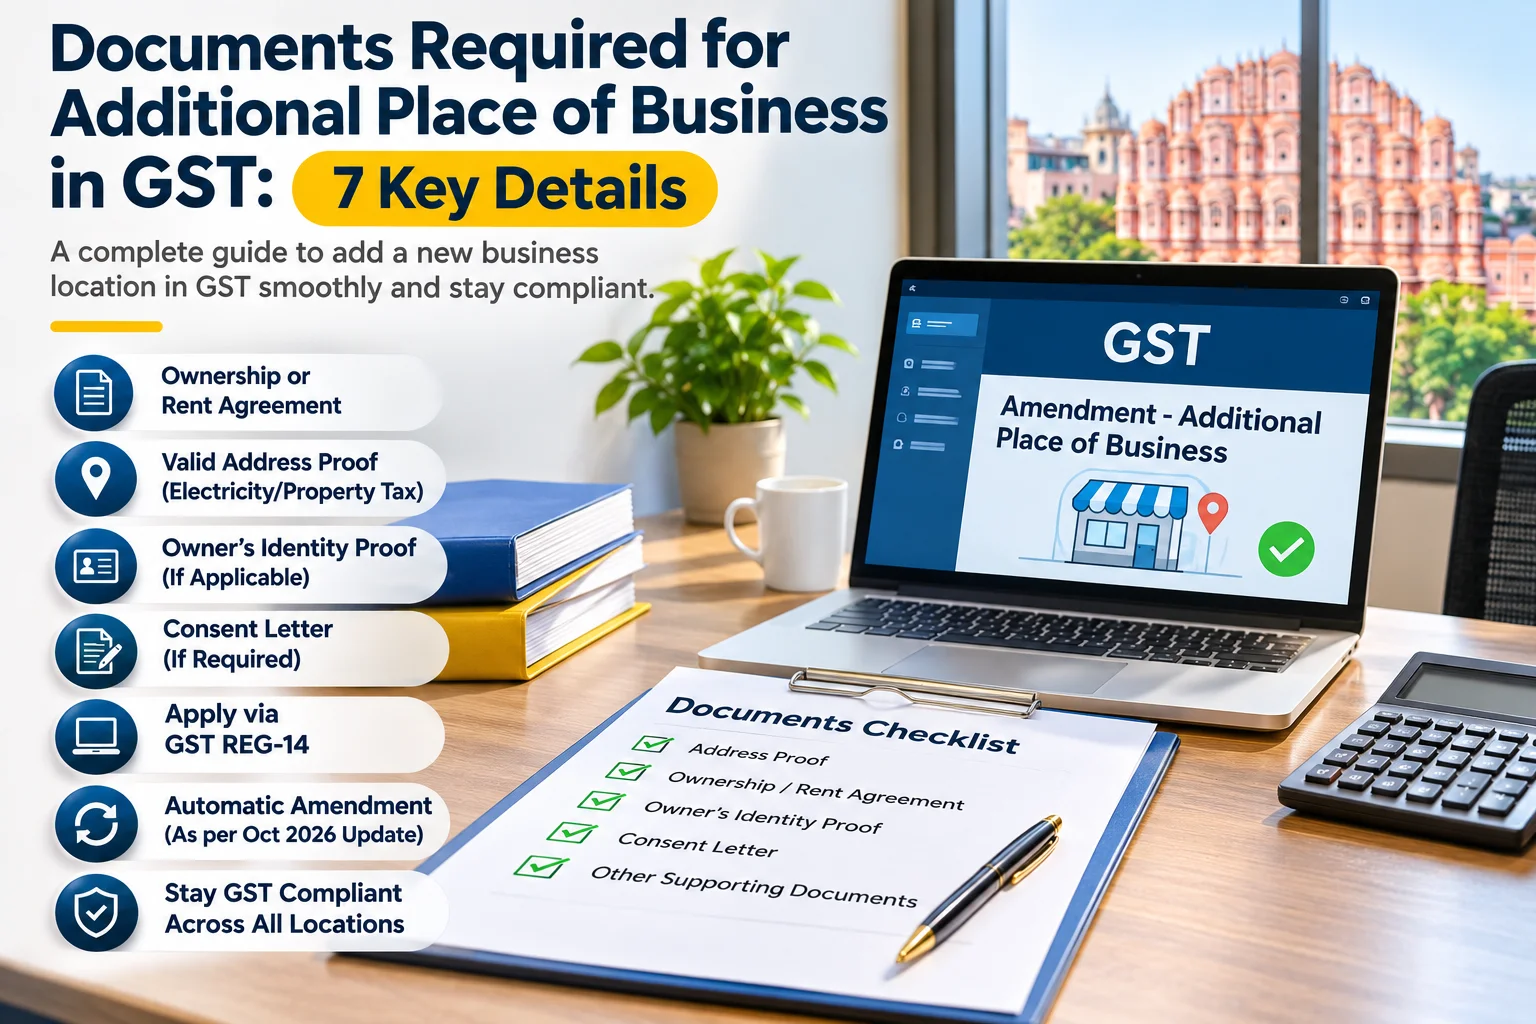 Documents Required for
Additional Place of Business
in GST: 7 Key Details
A complete guide to add a new business
location in GST smoothly and stay compliant.
Ownership or
Rent Agreement
Valid Address Proof
(Electricity/Property Tax)
Owner's Identity Proof
(If Applicable)
Consent Letter
(If Required)
Apply via
GST REG-14
Automatic Amendment
(As per Oct 2026 Update)
Stay GST Compliant
Across All Locations
GST
Amendment - Additional
Place of Business
Documents Checklist
Address Proof
Ownership / Rent Agreement
Owner's Identity Proof
Consent Letter
Other Supporting Documents